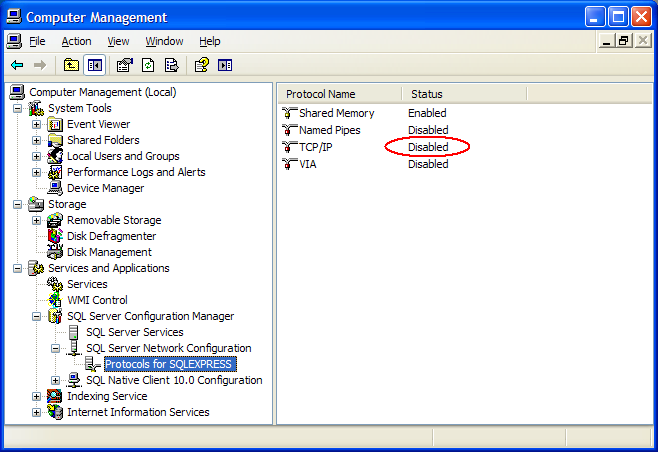 Computer Management
File Action View Window Help
Computer Management (Local)
System Tools
Event Viewer
Shared Folders
Local Users and Groups
Performance Logs and Alerts
Device Manager
Storage
Removable Storage
Disk Defragmenter
Disk Management
Services and Applications
Services
WMI Control
SQL Server Configuration Manager
SQL Server Services
SQL Server Network Configuration
Protocols for SQLEXPRESS
SQL Native Client 10.0 Configuration
Indexing Service
Internet Information Services
Protocol Name Status
Shared Memory Enabled
Named Pipes Disabled
TCP/IP Disabled
VIA Disabled